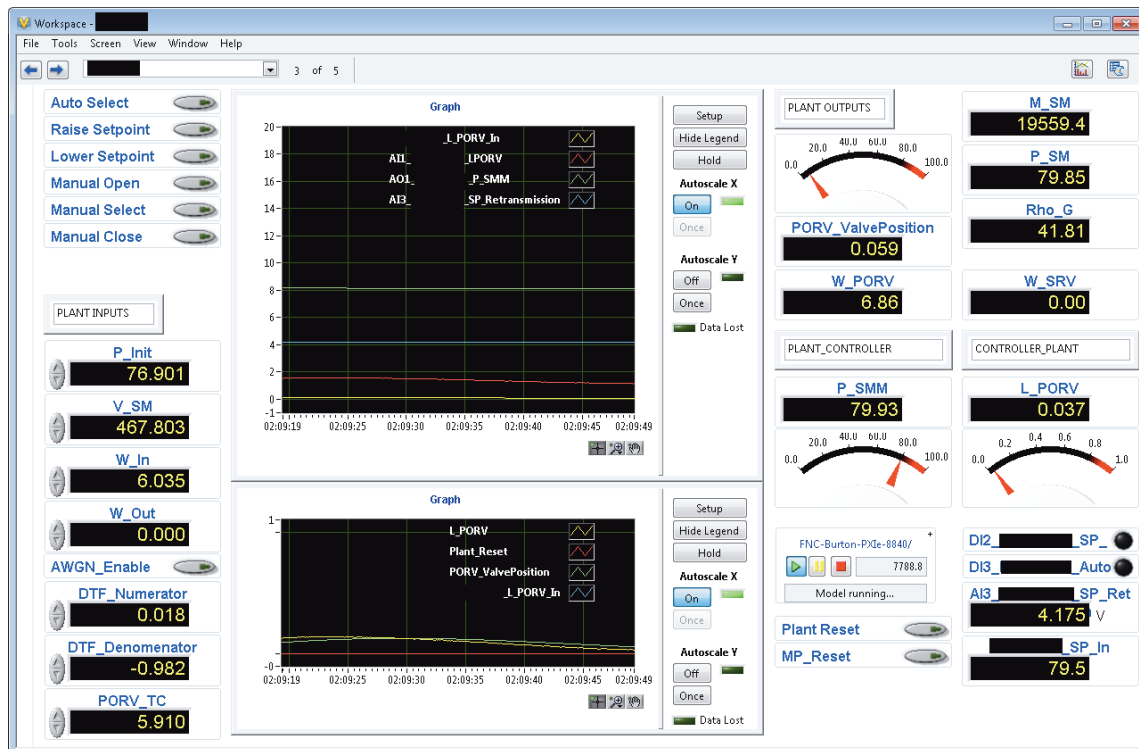 Workspace -
File Tools Screen View Window Help
3 of 5
Auto Select
Raise Setpoint
Lower Setpoint
Manual Open
Manual Select
Manual Close
PLANT INPUTS
P_Init
76.901
V_SM
467.803
W_In
6.035
W_Out
0.000
AWGN_Enable
DTF_Numerator
0.018
DTF_Denomenator
-0.982
PORV_TC
5.910
Graph
20
18
16
14
12
10
8
6
4
2
0
-1
_L_PORV_In
AI1_ _LPORV
AO1_ _P_SMM
AI3_ _SP_Retransmission
02:09:19 02:09:25 02:09:30 02:09:35 02:09:40 02:09:45 02:09:49
Setup
Hide Legend
Hold
Autoscale X
On
Once
Autoscale Y
Off
Once
Data Lost
Graph
1
-0
L_PORV
Plant_Reset
PORV_ValvePosition
_L_PORV_In
02:09:19 02:09:25 02:09:30 02:09:35 02:09:40 02:09:45 02:09:49
Setup
Hide Legend
Hold
Autoscale X
On
Once
Autoscale Y
Off
Once
Data Lost
PLANT OUTPUTS
0.0 20.0 40.0 60.0 80.0 100.0
PORV_ValvePosition
0.059
W_PORV
6.86
M_SM
19559.4
P_SM
79.85
Rho_G
41.81
W_SRV
0.00
PLANT_CONTROLLER
P_SMM
79.93
0.0 20.0 40.0 60.0 80.0 100.0
CONTROLLER_PLANT
L_PORV
0.037
0.0 0.2 0.4 0.6 0.8 1.0
FNC-Burton-PXIe-8840/
7788.8
Model running...
Plant Reset
MP_Reset
DI2_ _SP_
DI3_ _Auto
AI3_ _SP_Ret
4.175 V
_SP_In
79.5